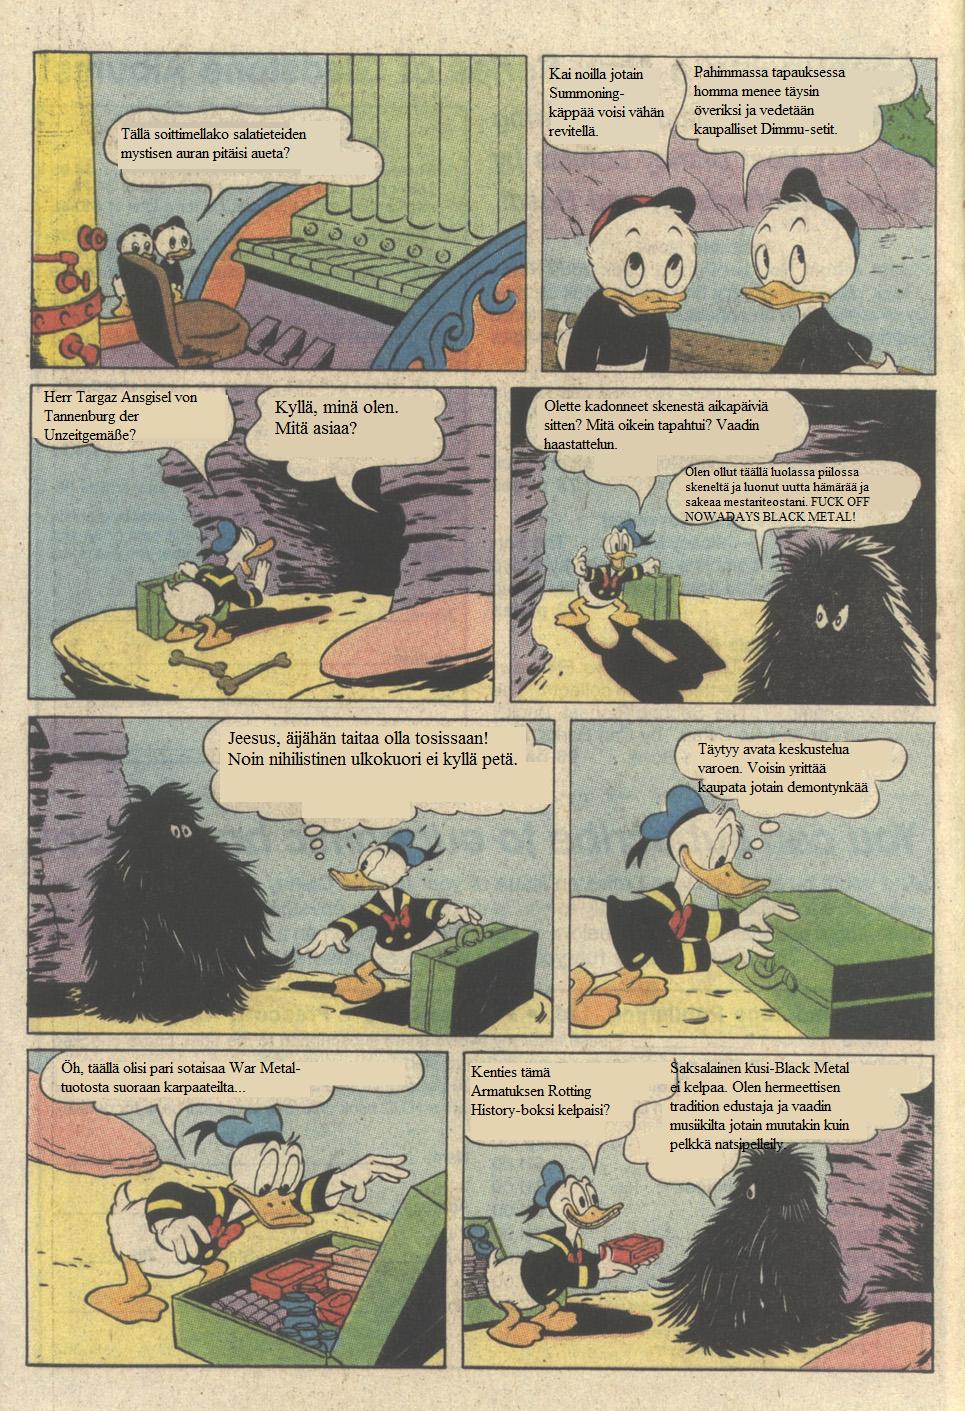 Tällä soittimellako salatieteiden
mystisen auran pitäisi aueta?
Kai noilla jotain
Summoning-
käppää voisi vähän
revitellä.
Pahimmassa tapauksessa
homma menee täysin
överiksi ja vedetään
kaupalliset Dimmu-setit.
Herr Targaz Ansgisel von
Tannenburg der
Unzeitgemäße?
Kyllä, minä olen.
Mitä asiaa?
Olette kadonneet skenestä aikapäiviä
sitten? Mitä oikein tapahtui? Vaadin
haastattelun.
Olen ollut täällä luolassa piilossa
skeneltä ja luonut uutta hämärää ja
sakeaa mestariteostani. FUCK OFF
NOWADAYS BLACK METAL!
Jeesus, äijähän taitaa olla tosissaan!
Noin nihilistinen ulkokuori ei kyllä petä.
Täytyy avata keskustelua
varoen. Voisin yrittää
kaupata jotain demontynkää
Öh, täällä olisi pari sotaisaa War Metal-
tuotosta suoraan karpaateilta...
Kenties tämä
Armatuksen Rotting
History-boksi kelpaisi?
Saksalainen kusi-Black Metal
ei kelpaa. Olen hermeettisen
tradition edustaja ja vaadin
musiikilta jotain muutakin kuin
pelkkä natsipelleily.